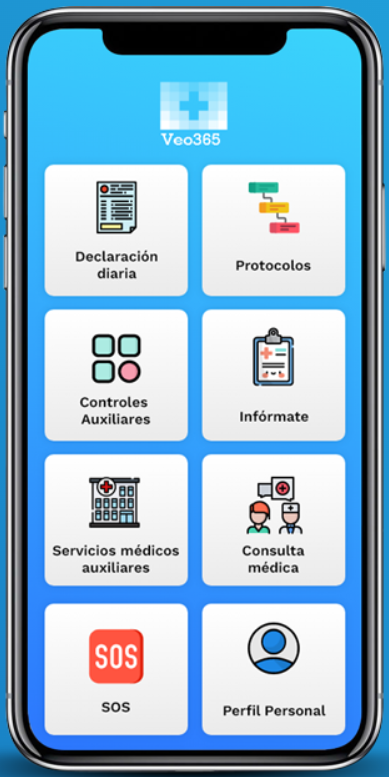 Veo365
Declaración
diaria
Protocolos
Controles
Auxiliares
Infórmate
Servicios médicos
auxiliares
Consulta
médica
SOS
SOS
Perfil Personal